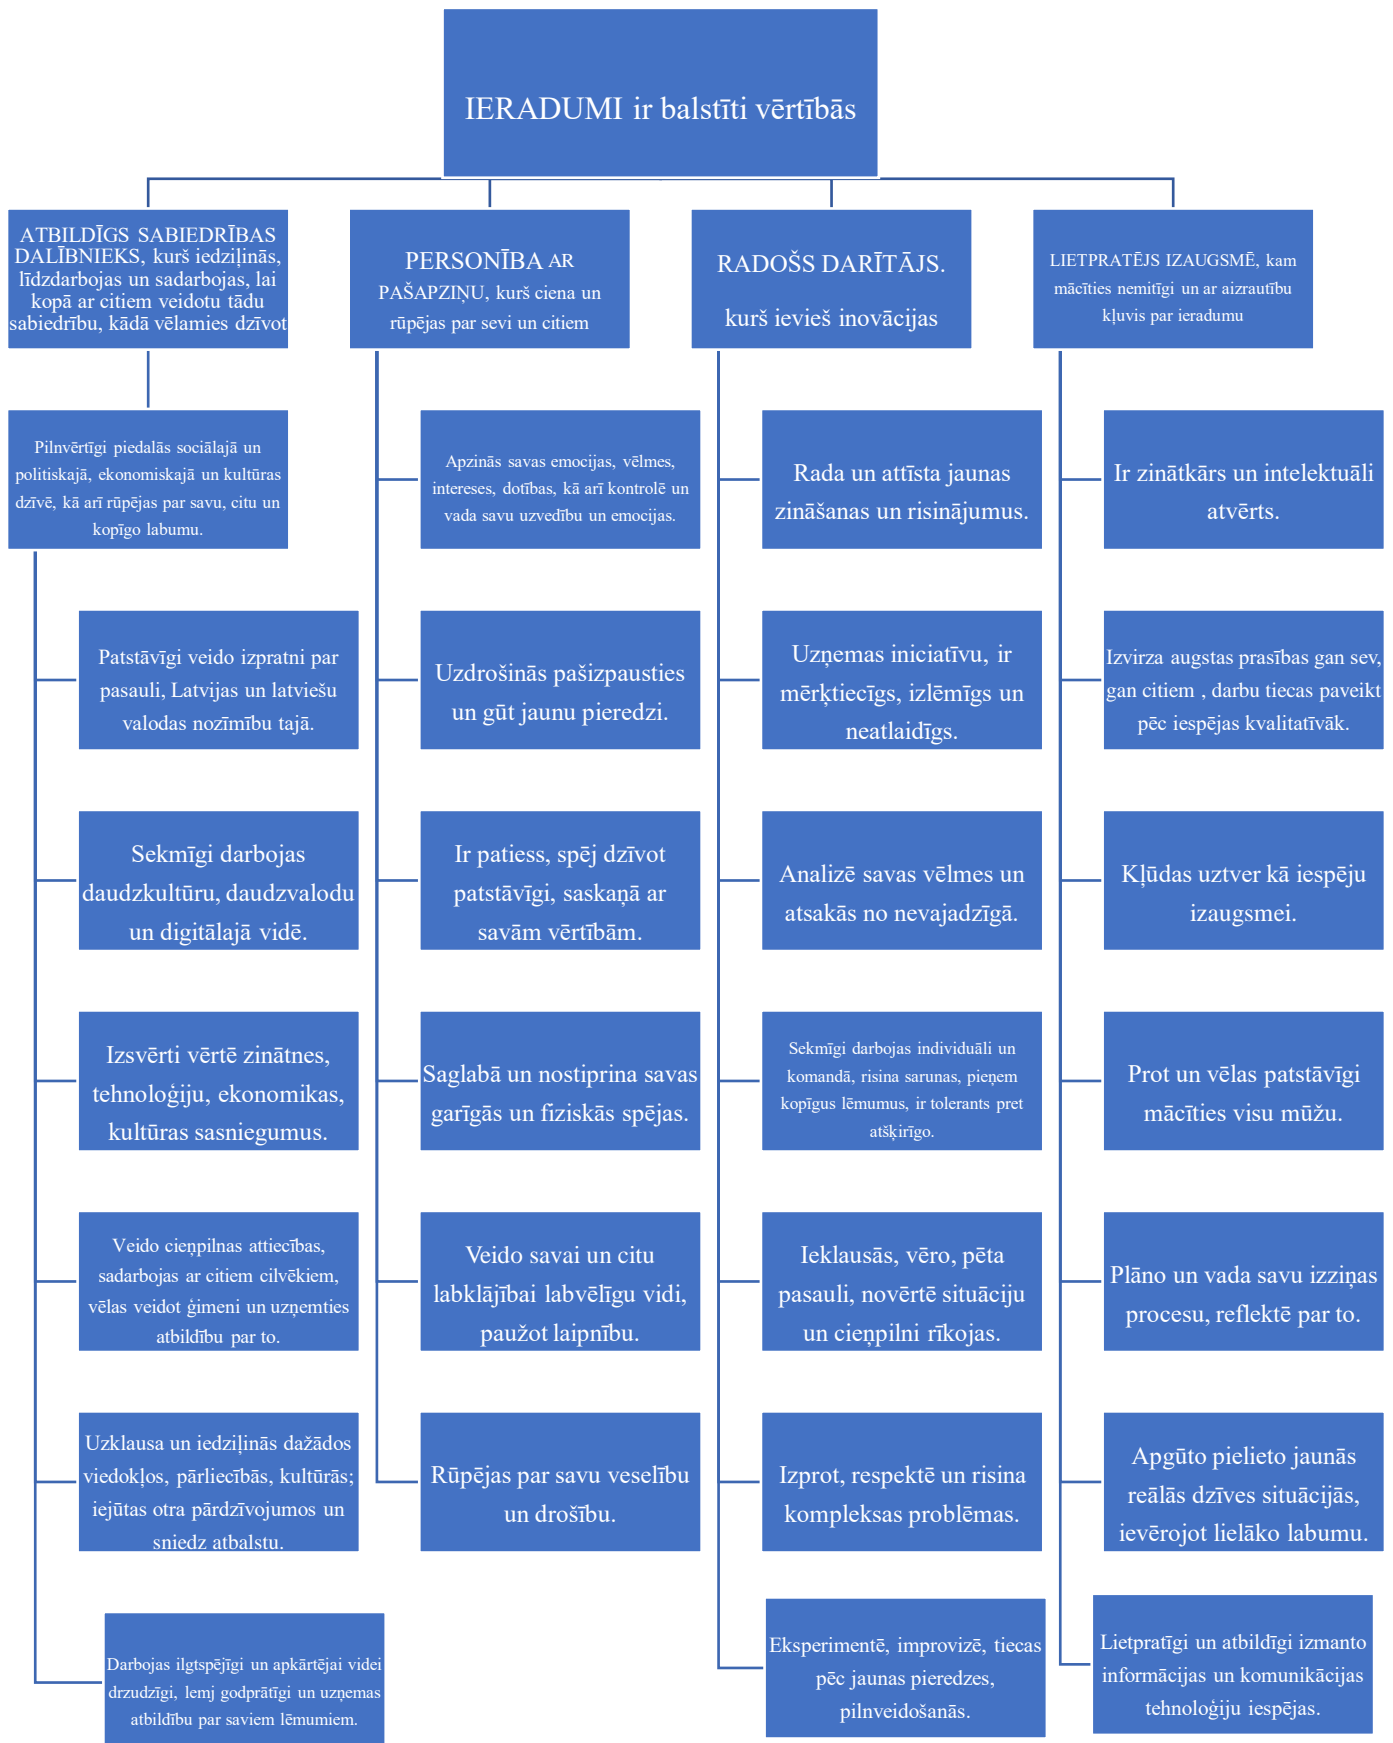 IERADUMI ir balstīti vērtībās
ATBILDĪGS SABIEDRĪBAS
DALĪBNIEKS, kurš iedziļinās,
līdzdarbojas un sadarbojas, lai
kopā ar citiem veidotu tādu
sabiedrību, kādā vēlamies dzīvot
Pilnvērtīgi piedalās sociālajā un
politiskajā, ekonomiskajā un kultūras
dzīvē, kā arī rūpējas par savu, citu un
kopīgo labumu.
Patstāvīgi veido izpratni par
pasauli, Latvijas un latviešu
valodas nozīmību tajā.
Sekmīgi darbojas
daudzkultūru, daudzvalodu
un digitālajā vidē.
Izsvērti vērtē zinātnes,
tehnoloģiju, ekonomikas,
kultūras sasniegumus.
Veido cieņpilnas attiecības,
sadarbojas ar citiem cilvēkiem,
vēlas veidot ģimeni un uzņemties
atbildību par to.
Uzklausa un iedziļinās dažādos
viedokļos, pārliecībās, kultūrās;
iejūtas otra pārdzīvojumos un
sniedz atbalstu.
Darbojas ilgtspējīgi un apkārtējai videi
drzudzīgi, lemj godprātīgi un uzņemas
atbildību par saviem lēmumiem.
PERSONĪBA AR
PAŠAPZIŅU, kurš ciena un
rūpējas par sevi un citiem
Apzinās savas emocijas, vēlmes,
intereses, dotības, kā arī kontrolē un
vada savu uzvedību un emocijas.
Uzdrošinās pašizpausties
un gūt jaunu pieredzi.
Ir patiess, spēj dzīvot
patstāvīgi, saskaņā ar
savām vērtībām.
Saglabā un nostiprina savas
garīgās un fiziskās spējas.
Veido savai un citu
labklājībai labvēlīgu vidi,
paužot laipnību.
Rūpējas par savu veselību
un drošību.
RADOŠS DARĪTĀJS.
kurš ievieš inovācijas
Rada un attīsta jaunas
zināšanas un risinājumus.
Uzņemas iniciatīvu, ir
mērķtiecīgs, izlēmīgs un
neatlaidīgs.
Analizē savas vēlmes un
atsakās no nevajadzīgā.
Sekmīgi darbojas individuāli un
komandā, risina sarunas, pieņem
kopīgus lēmumus, ir tolerants pret
atšķirīgo.
Ieklausās, vēro, pēta
pasauli, novērtē situāciju
un cieņpilni rīkojas.
Izprot, respektē un risina
kompleksas problēmas.
Eksperimentē, improvizē, tiecas
pēc jaunas pieredzes,
pilnveidošanās.
LIETPRATĒJS IZAUGSMĒ, kam
mācīties nemitīgi un ar aizrautību
kļuvis par ieradumu
Ir zinātkārs un intelektuāli
atvērts.
Izvirza augstas prasības gan sev,
gan citiem , darbu tiecas paveikt
pēc iespējas kvalitatīvāk.
Kļūdas uztver kā iespēju
izaugsmei.
Prot un vēlas patstāvīgi
mācīties visu mūžu.
Plāno un vada savu izziņas
procesu, reflektē par to.
Apgūto pielieto jaunās
reālās dzīves situācijās,
ievērojot lielāko labumu.
Lietpratīgi un atbildīgi izmanto
informācijas un komunikācijas
tehnoloģiju iespējas.